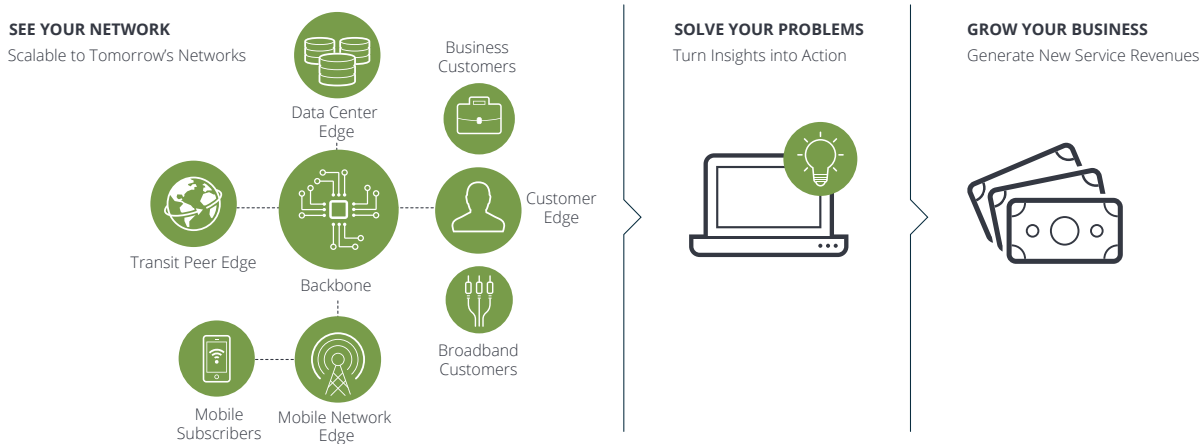 SEE YOUR NETWORK
Scalable to Tomorrow's Networks
Data Center
Edge
Business
Customers
Transit Peer Edge
Backbone
Customer
Edge
Broadband
Customers
Mobile
Subscribers
Mobile Network
Edge
SOLVE YOUR PROBLEMS
Turn Insights into Action
GROW YOUR BUSINESS
Generate New Service Revenues